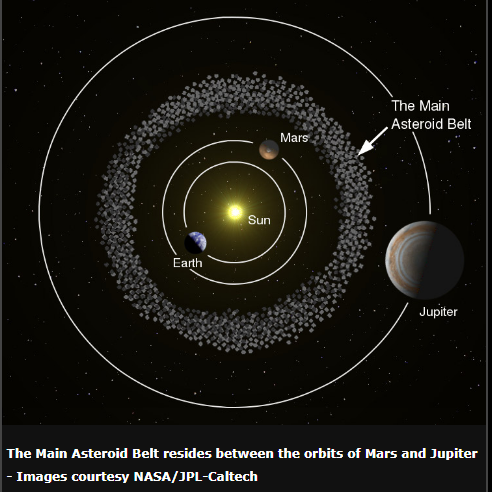 The Main
Asteroid Belt
Mars
Sun
Earth
Jupiter
The Main Asteroid Belt resides between the orbits of Mars and Jupiter
- Images courtesy NASA/JPL-Caltech